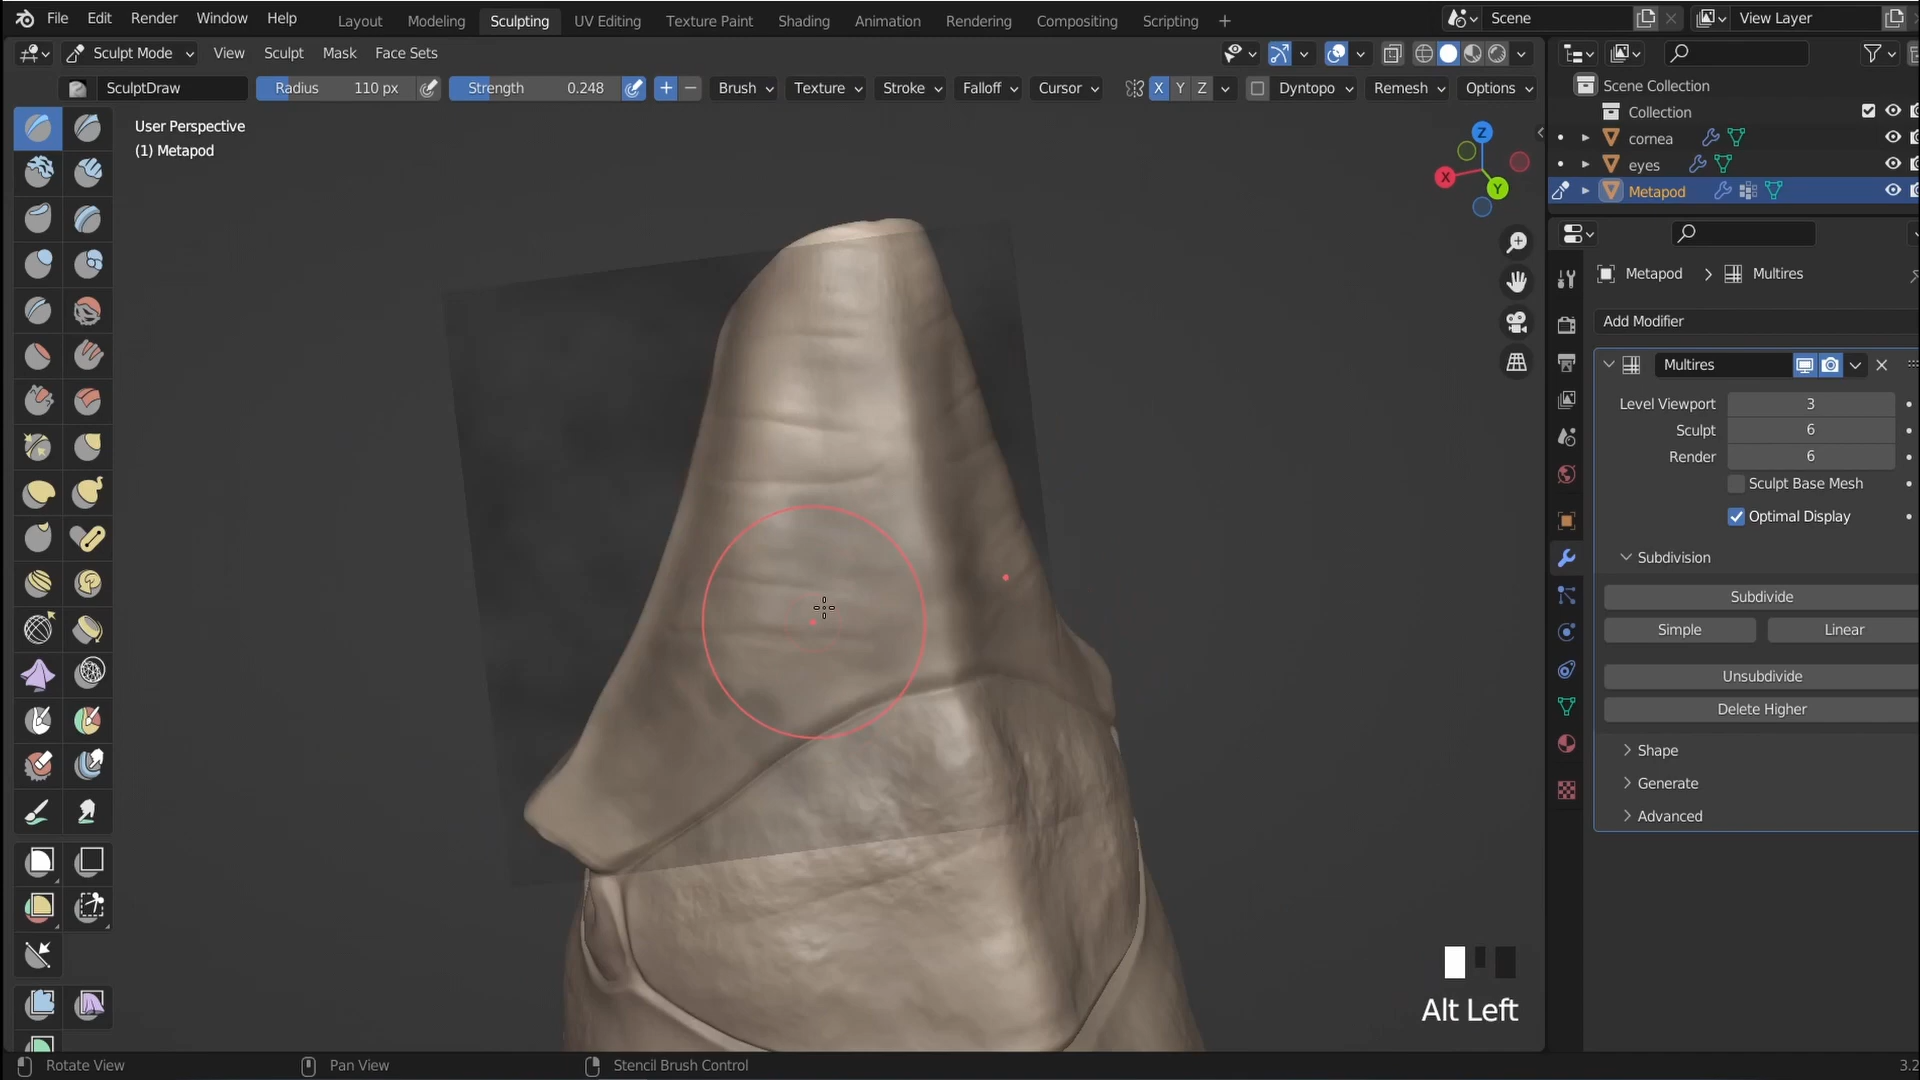 File Edit Render Window Help
Layout Modeling Sculpting UV Editing Texture Paint Shading Animation Rendering Compositing Scripting +
Scene
View Layer
Sculpt Mode View Sculpt Mask Face Sets
SculptDraw Radius 110 px Strength 0.248 Brush Texture Stroke Falloff Cursor X Y Z Dyntopo Remesh Options
User Perspective
(1) Metapod
Z
X
Y
Scene Collection
Collection
cornea
eyes
Metapod
Metapod > Multires
Add Modifier
Multires
Level Viewport 3
Sculpt 6
Render 6
Sculpt Base Mesh
Optimal Display
Subdivision
Subdivide
Simple Linear
Unsubdivide
Delete Higher
Shape
Generate
Advanced
Alt Left
Rotate View Pan View Stencil Brush Control
3.2